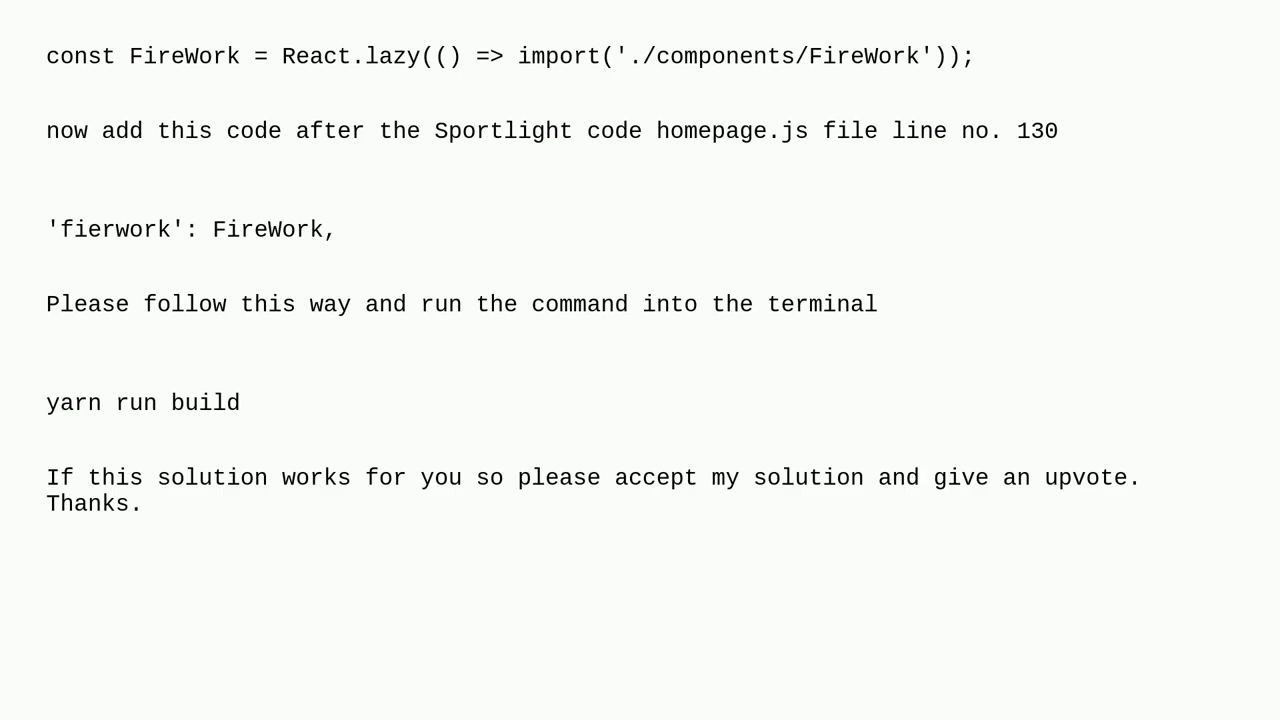 const FireWork = React.lazy(() => import('./components/FireWork'));
now add this code after the Sportlight code homepage.js file line no. 130
'fierwork': FireWork,
Please follow this way and run the command into the terminal
yarn run build
If this solution works for you so please accept my solution and give an upvote.
Thanks.